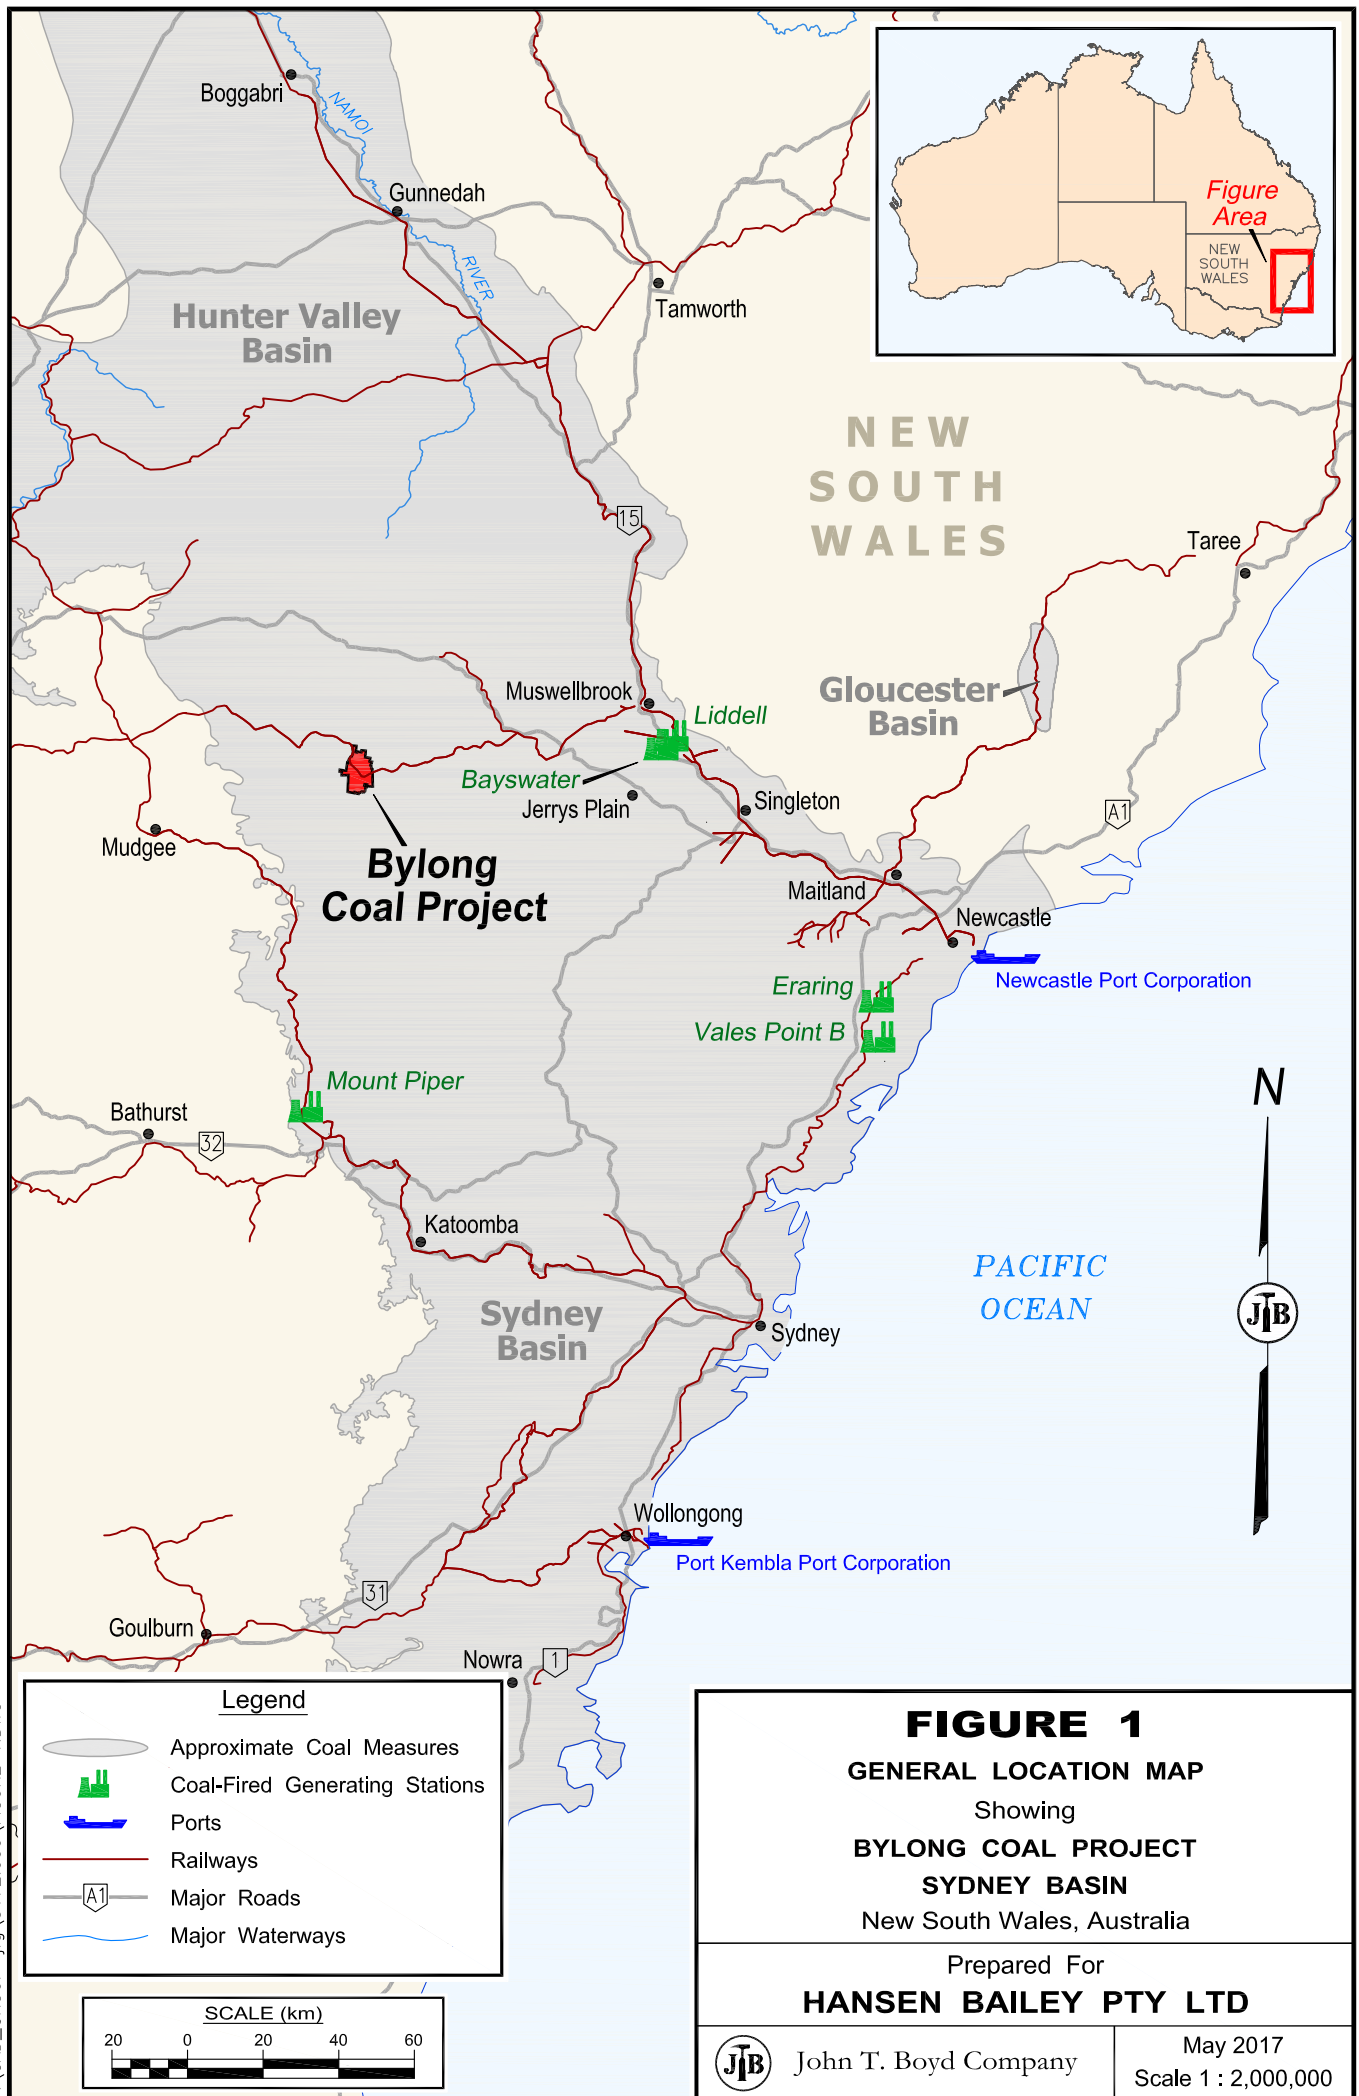 Boggabri
NAMOI
Gunnedah
RIVER
Hunter Valley
Basin
Tamworth
Figure
Area
NEW
SOUTH
WALES
NEW
SOUTH
WALES
15
Taree
Muswellbrook
Liddell
Gloucester
Basin
Bayswater
Jerrys Plain
Singleton
A1
Mudgee
Bylong
Coal Project
Maitland
Newcastle
Newcastle Port Corporation
Eraring
Vales Point B
Mount Piper
Bathurst
32
N
Katoomba
PACIFIC
OCEAN
JTB
Sydney
Basin
Sydney
Wollongong
Port Kembla Port Corporation
31
Goulburn
Nowra
1
Legend
Approximate Coal Measures
Coal-Fired Generating Stations
Ports
Railways
A1
Major Roads
Major Waterways
SCALE (km)
20 0 20 40 60
FIGURE 1
GENERAL LOCATION MAP
Showing
BYLONG COAL PROJECT
SYDNEY BASIN
New South Wales, Australia
Prepared For
HANSEN BAILEY PTY LTD
JTB
John T. Boyd Company
May 2017
Scale 1 : 2,000,000